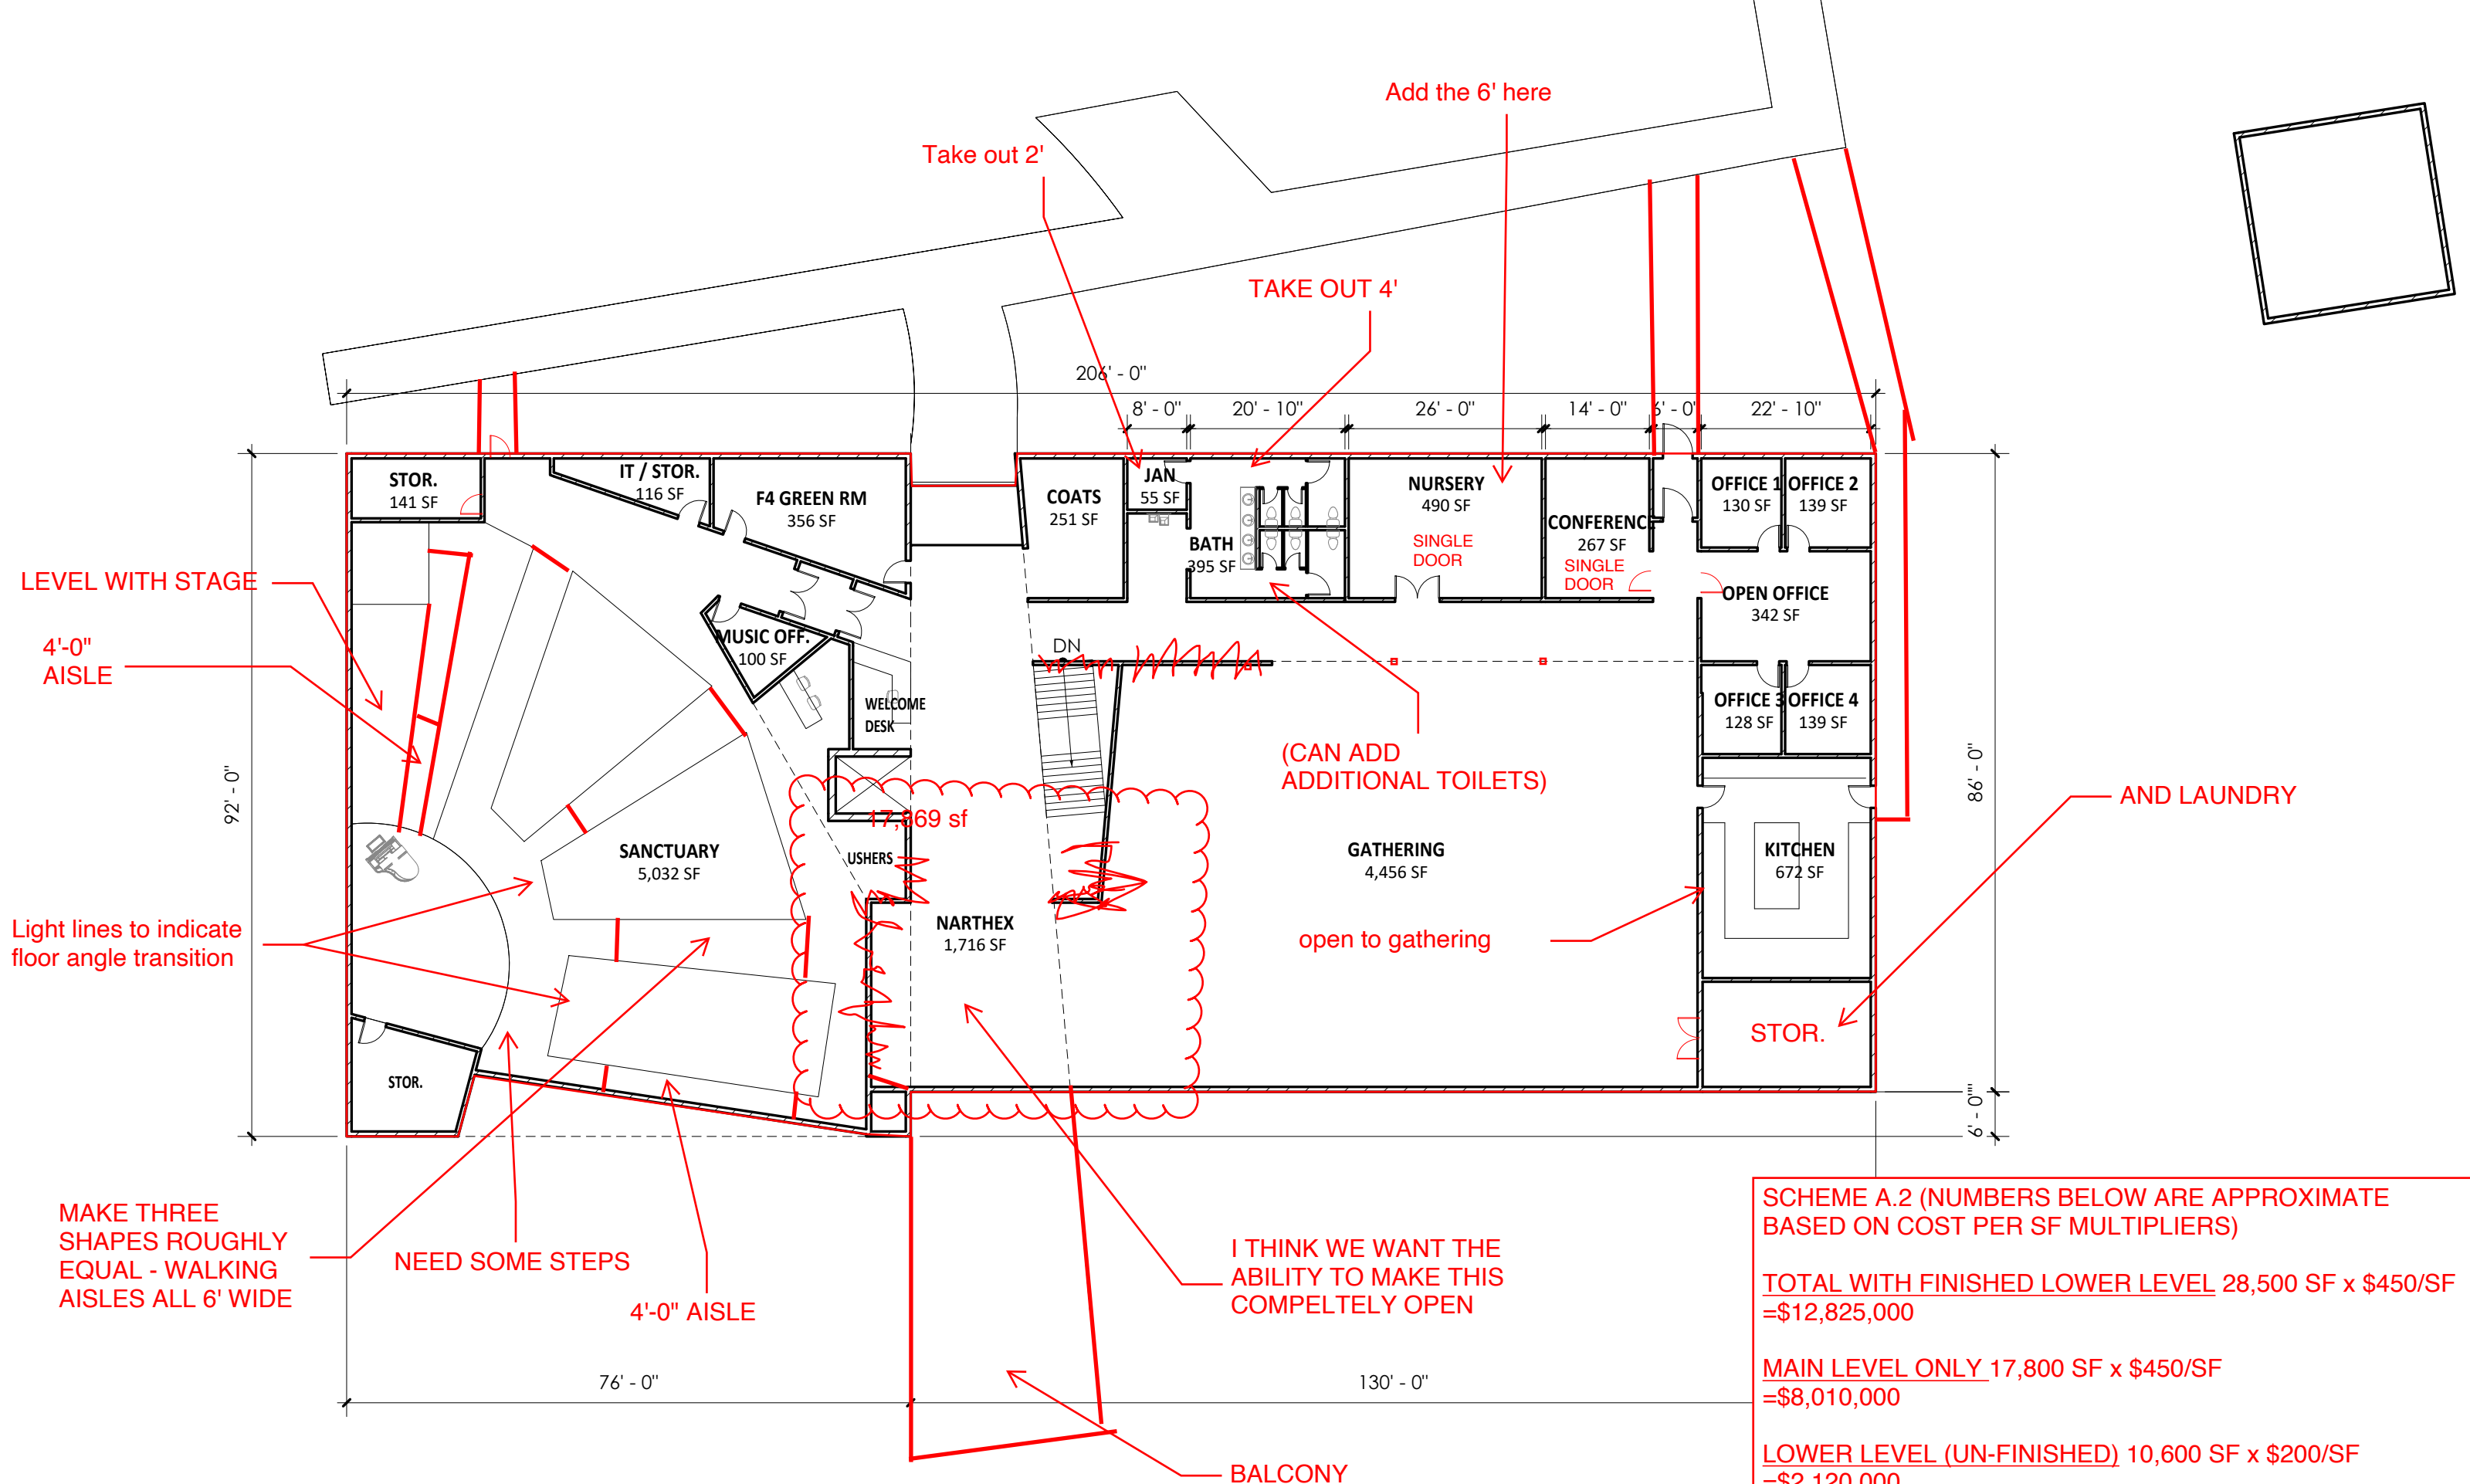 Add the 6' here
Take out 2'
TAKE OUT 4'
206' - 0"
8' - 0"
20' - 10"
26' - 0"
14' - 0"
6' - 0"
22' - 10"
STOR.
141 SF
IT / STOR.
116 SF
F4 GREEN RM
356 SF
COATS
251 SF
JAN
55 SF
BATH
395 SF
NURSERY
490 SF
SINGLE
DOOR
CONFERENCE
267 SF
SINGLE
DOOR
OFFICE 1
130 SF
OFFICE 2
139 SF
OPEN OFFICE
342 SF
OFFICE 3
128 SF
OFFICE 4
139 SF
LEVEL WITH STAGE
4'-0"
AISLE
MUSIC OFF.
100 SF
DN
WELCOME
DESK
(CAN ADD
ADDITIONAL TOILETS)
92' - 0"
86' - 0"
6' - 0"
AND LAUNDRY
17,869 sf
USHERS
SANCTUARY
5,032 SF
GATHERING
4,456 SF
KITCHEN
672 SF
NARTHEX
1,716 SF
open to gathering
Light lines to indicate
floor angle transition
STOR.
STOR.
MAKE THREE
SHAPES ROUGHLY
EQUAL - WALKING
AISLES ALL 6' WIDE
NEED SOME STEPS
4'-0" AISLE
I THINK WE WANT THE
ABILITY TO MAKE THIS
COMPELTELY OPEN
76' - 0"
130' - 0"
BALCONY
SCHEME A.2 (NUMBERS BELOW ARE APPROXIMATE
BASED ON COST PER SF MULTIPLIERS)
TOTAL WITH FINISHED LOWER LEVEL 28,500 SF x $450/SF
=$12,825,000
MAIN LEVEL ONLY 17,800 SF x $450/SF
=$8,010,000
LOWER LEVEL (UN-FINISHED) 10,600 SF x $200/SF
=$2,120,000